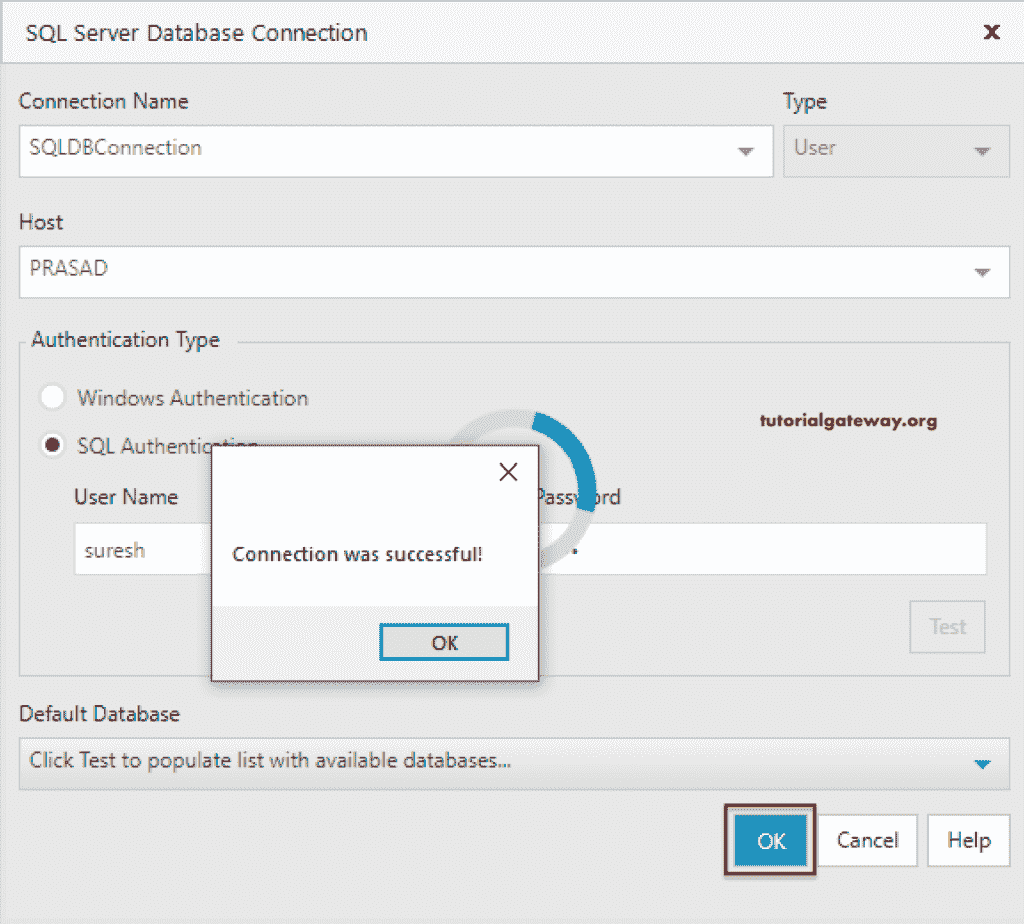 SQL Server Database Connection
Connection Name Type
SQLDBConnection User
Host
PRASAD
Authentication Type
Windows Authentication
tutorialgateway.org
SQL Authentication
User Name Password
suresh
Connection was successful!
OK
Test
Default Database
Click Test to populate list with available databases...
OK Cancel Help